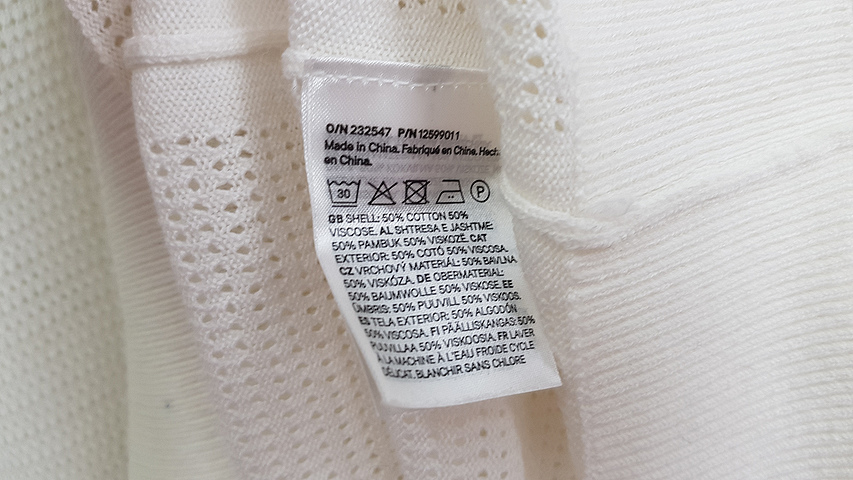 O/N 232547 P/N 12599011
Made in China. Fabriqué en Chine. Hech
en China.
30 P
GB SHELL: 50% COTTON 50%
VISCOSE. AL SHTRESA E JASHTME:
50% PAMBUK 50% VISKOZË. CAT
EXTERIOR: 50% COTÓ 50% VISCOSA.
CZ VRCHOVÝ MATERIÁL: 50% BAVLNA
50% VISKÓZA. DE OBERMATERIAL:
50% BAUMWOLLE 50% VISKOSE. EE
ÜMBRIS: 50% PUUVILL 50% VISKOOS.
ES TELA EXTERIOR: 50% ALGODÓN
50% VISCOSA. FI PÄÄLLISKANGAS: 50%
PUUVILLAA 50% VISKOOSIA. FR LAVER
À LA MACHINE À L'EAU FROIDE CYCLE
DÉLICAT. BLANCHIR SANS CHLORE